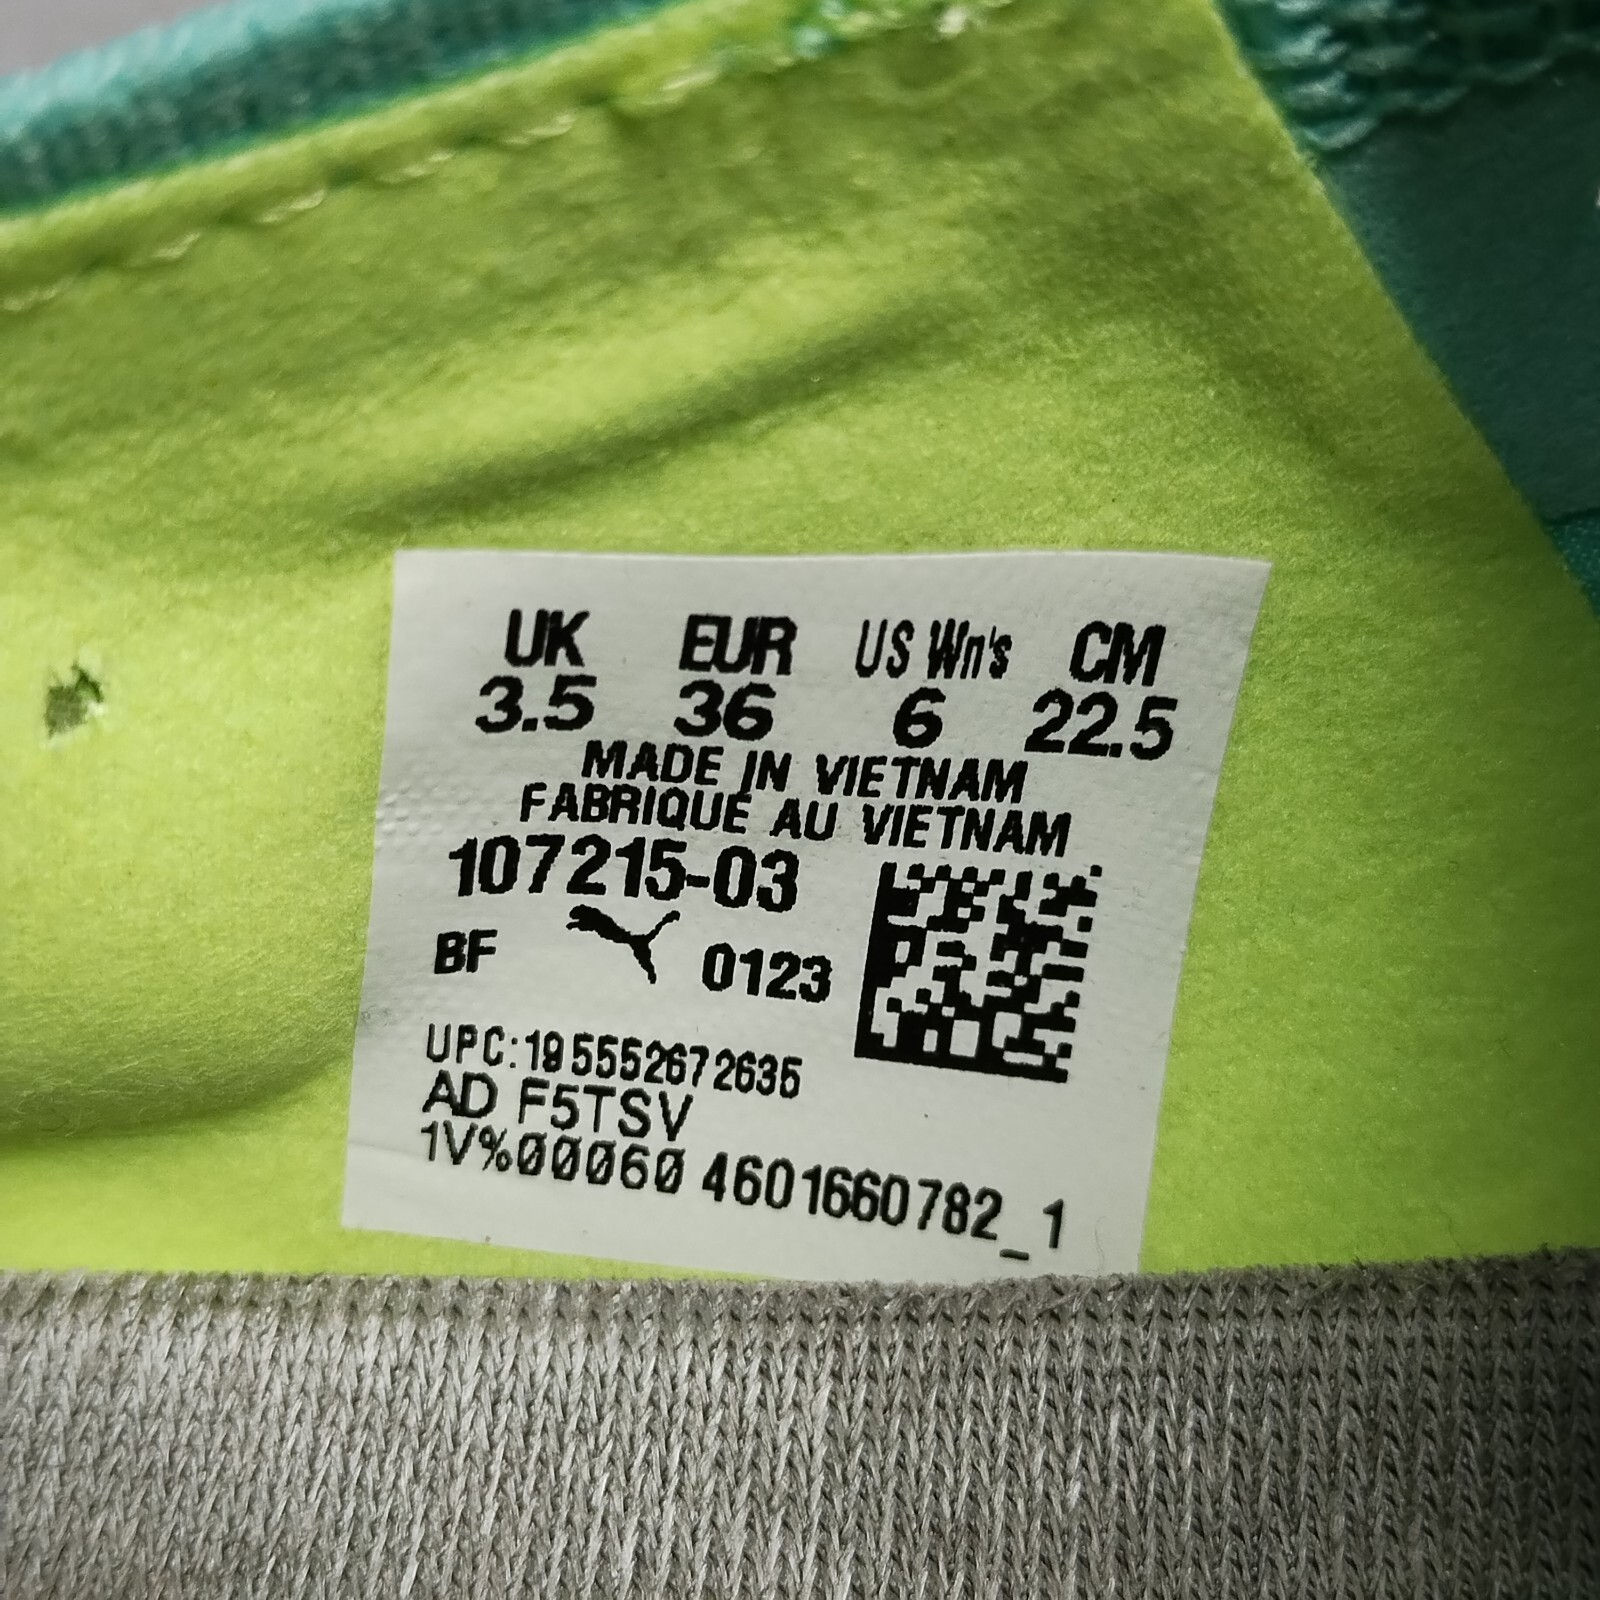 UK EUR US Wn's CM
3.5 36 6 22.5
MADE IN VIETNAM
FABRIQUÉ AU VIETNAM
107215-03
BF 0123
UPC:195552672635
AD F5TSV
1V%00060 4601660782_1